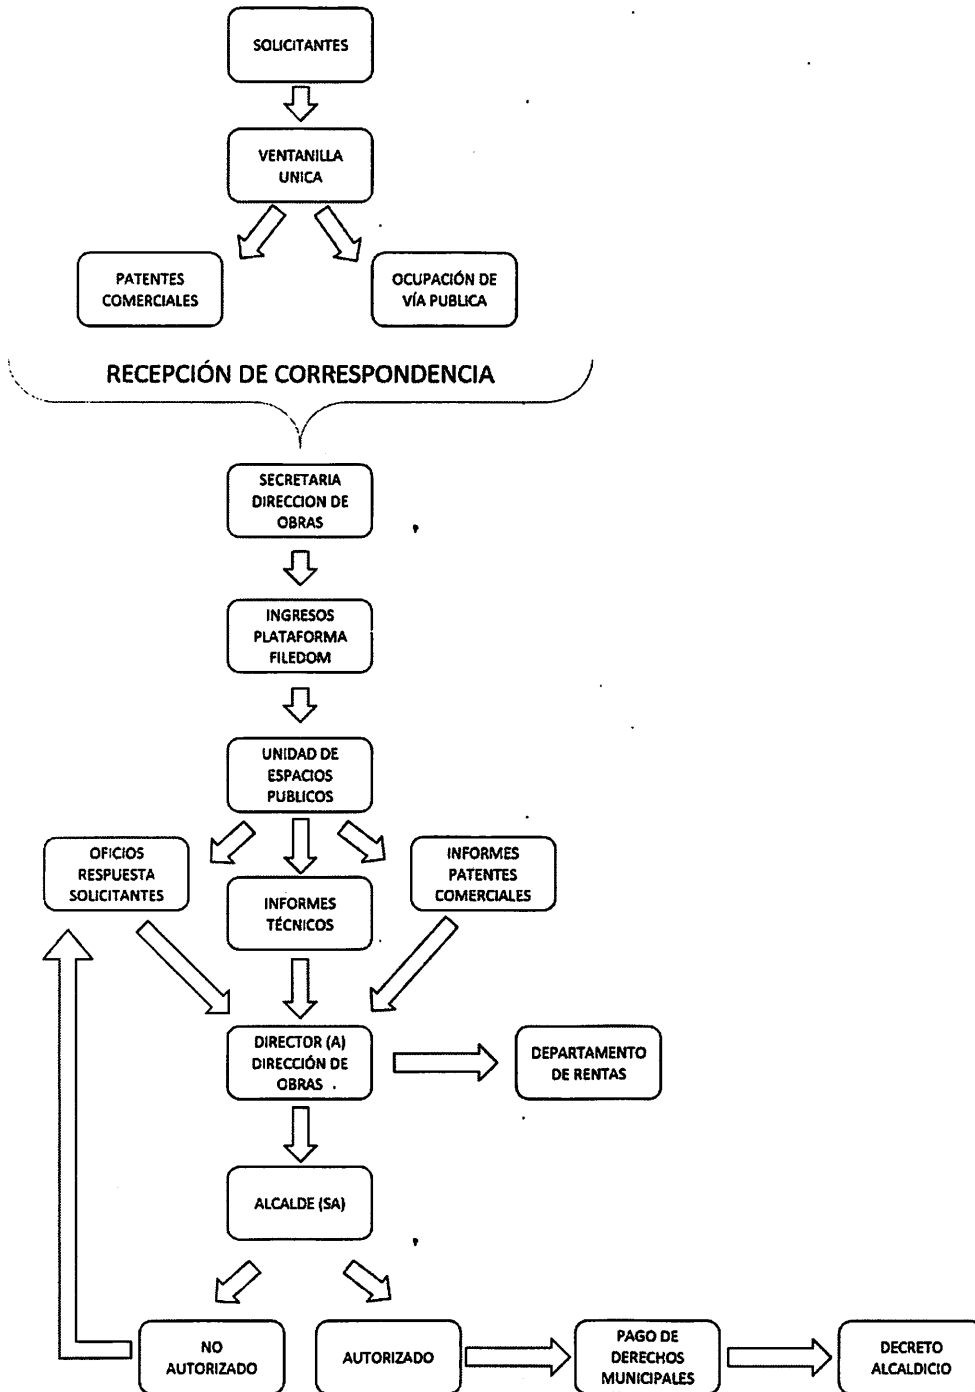 SOLICITANTES
VENTANILLA
UNICA
PATENTES
COMERCIALES
OCUPACIÓN DE
VÍA PUBLICA
RECEPCIÓN DE CORRESPONDENCIA
SECRETARIA
DIRECCION DE
OBRAS
INGRESOS
PLATAFORMA
FILEDOM
UNIDAD DE
ESPACIOS
PUBLICOS
OFICIOS
RESPUESTA
SOLICITANTES
INFORMES
TÉCNICOS
INFORMES
PATENTES
COMERCIALES
DIRECTOR (A)
DIRECCIÓN DE
OBRAS
DEPARTAMENTO
DE RENTAS
ALCALDE (SA)
NO
AUTORIZADO
AUTORIZADO
PAGO DE
DERECHOS
MUNICIPALES
DECRETO
ALCALDICIO